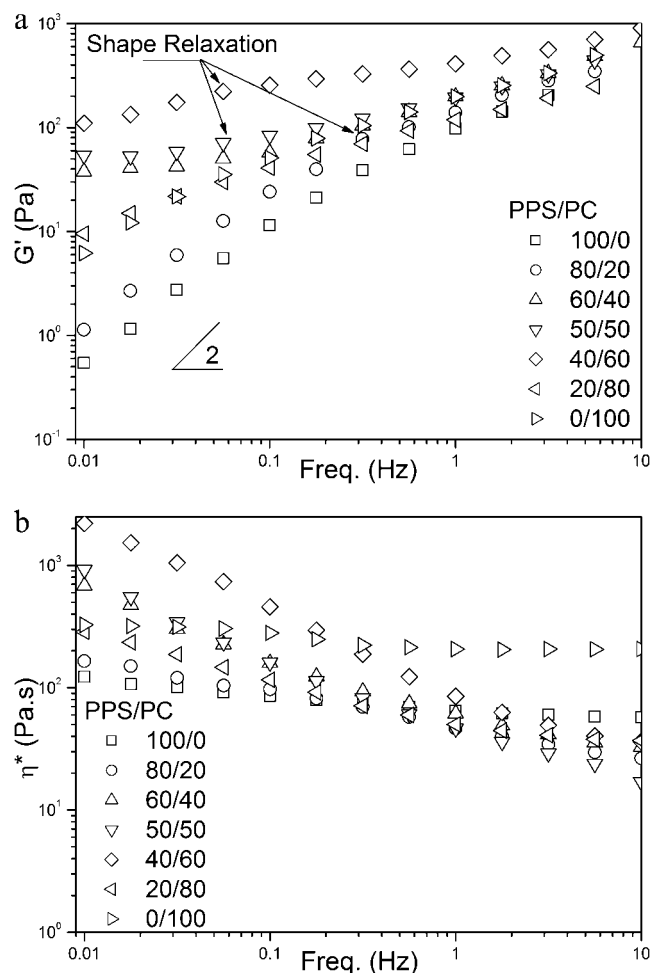 a
10³
10²
10¹
10⁰
10⁻¹
G' (Pa)
Shape Relaxation
2
PPS/PC
100/0
80/20
60/40
50/50
40/60
20/80
0/100
0.01 0.1 1 10
Freq. (Hz)
b
10³
10²
10¹
10⁰
η* (Pa.s)
PPS/PC
100/0
80/20
60/40
50/50
40/60
20/80
0/100
0.01 0.1 1 10
Freq. (Hz)